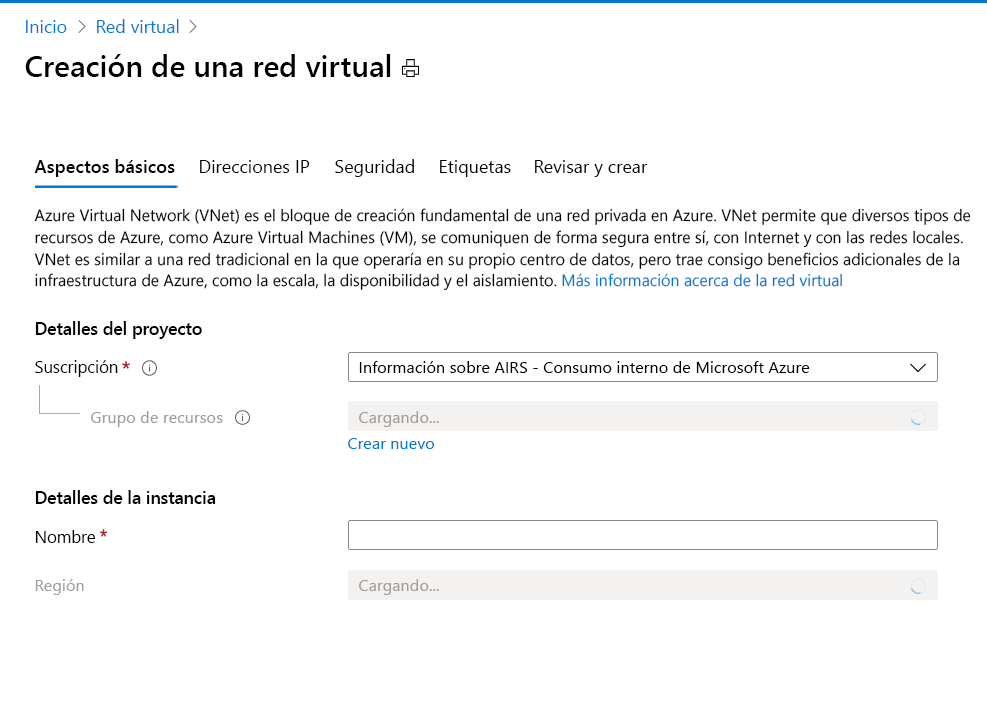 Inicio > Red virtual >
Creación de una red virtual
Aspectos básicos Direcciones IP Seguridad Etiquetas Revisar y crear
Azure Virtual Network (VNet) es el bloque de creación fundamental de una red privada en Azure. VNet permite que diversos tipos de
recursos de Azure, como Azure Virtual Machines (VM), se comuniquen de forma segura entre sí, con Internet y con las redes locales.
VNet es similar a una red tradicional en la que operaría en su propio centro de datos, pero trae consigo beneficios adicionales de la
infraestructura de Azure, como la escala, la disponibilidad y el aislamiento. Más información acerca de la red virtual
Detalles del proyecto
Suscripción * Información sobre AIRS - Consumo interno de Microsoft Azure
Grupo de recursos Cargando...
Crear nuevo
Detalles de la instancia
Nombre *
Región Cargando...